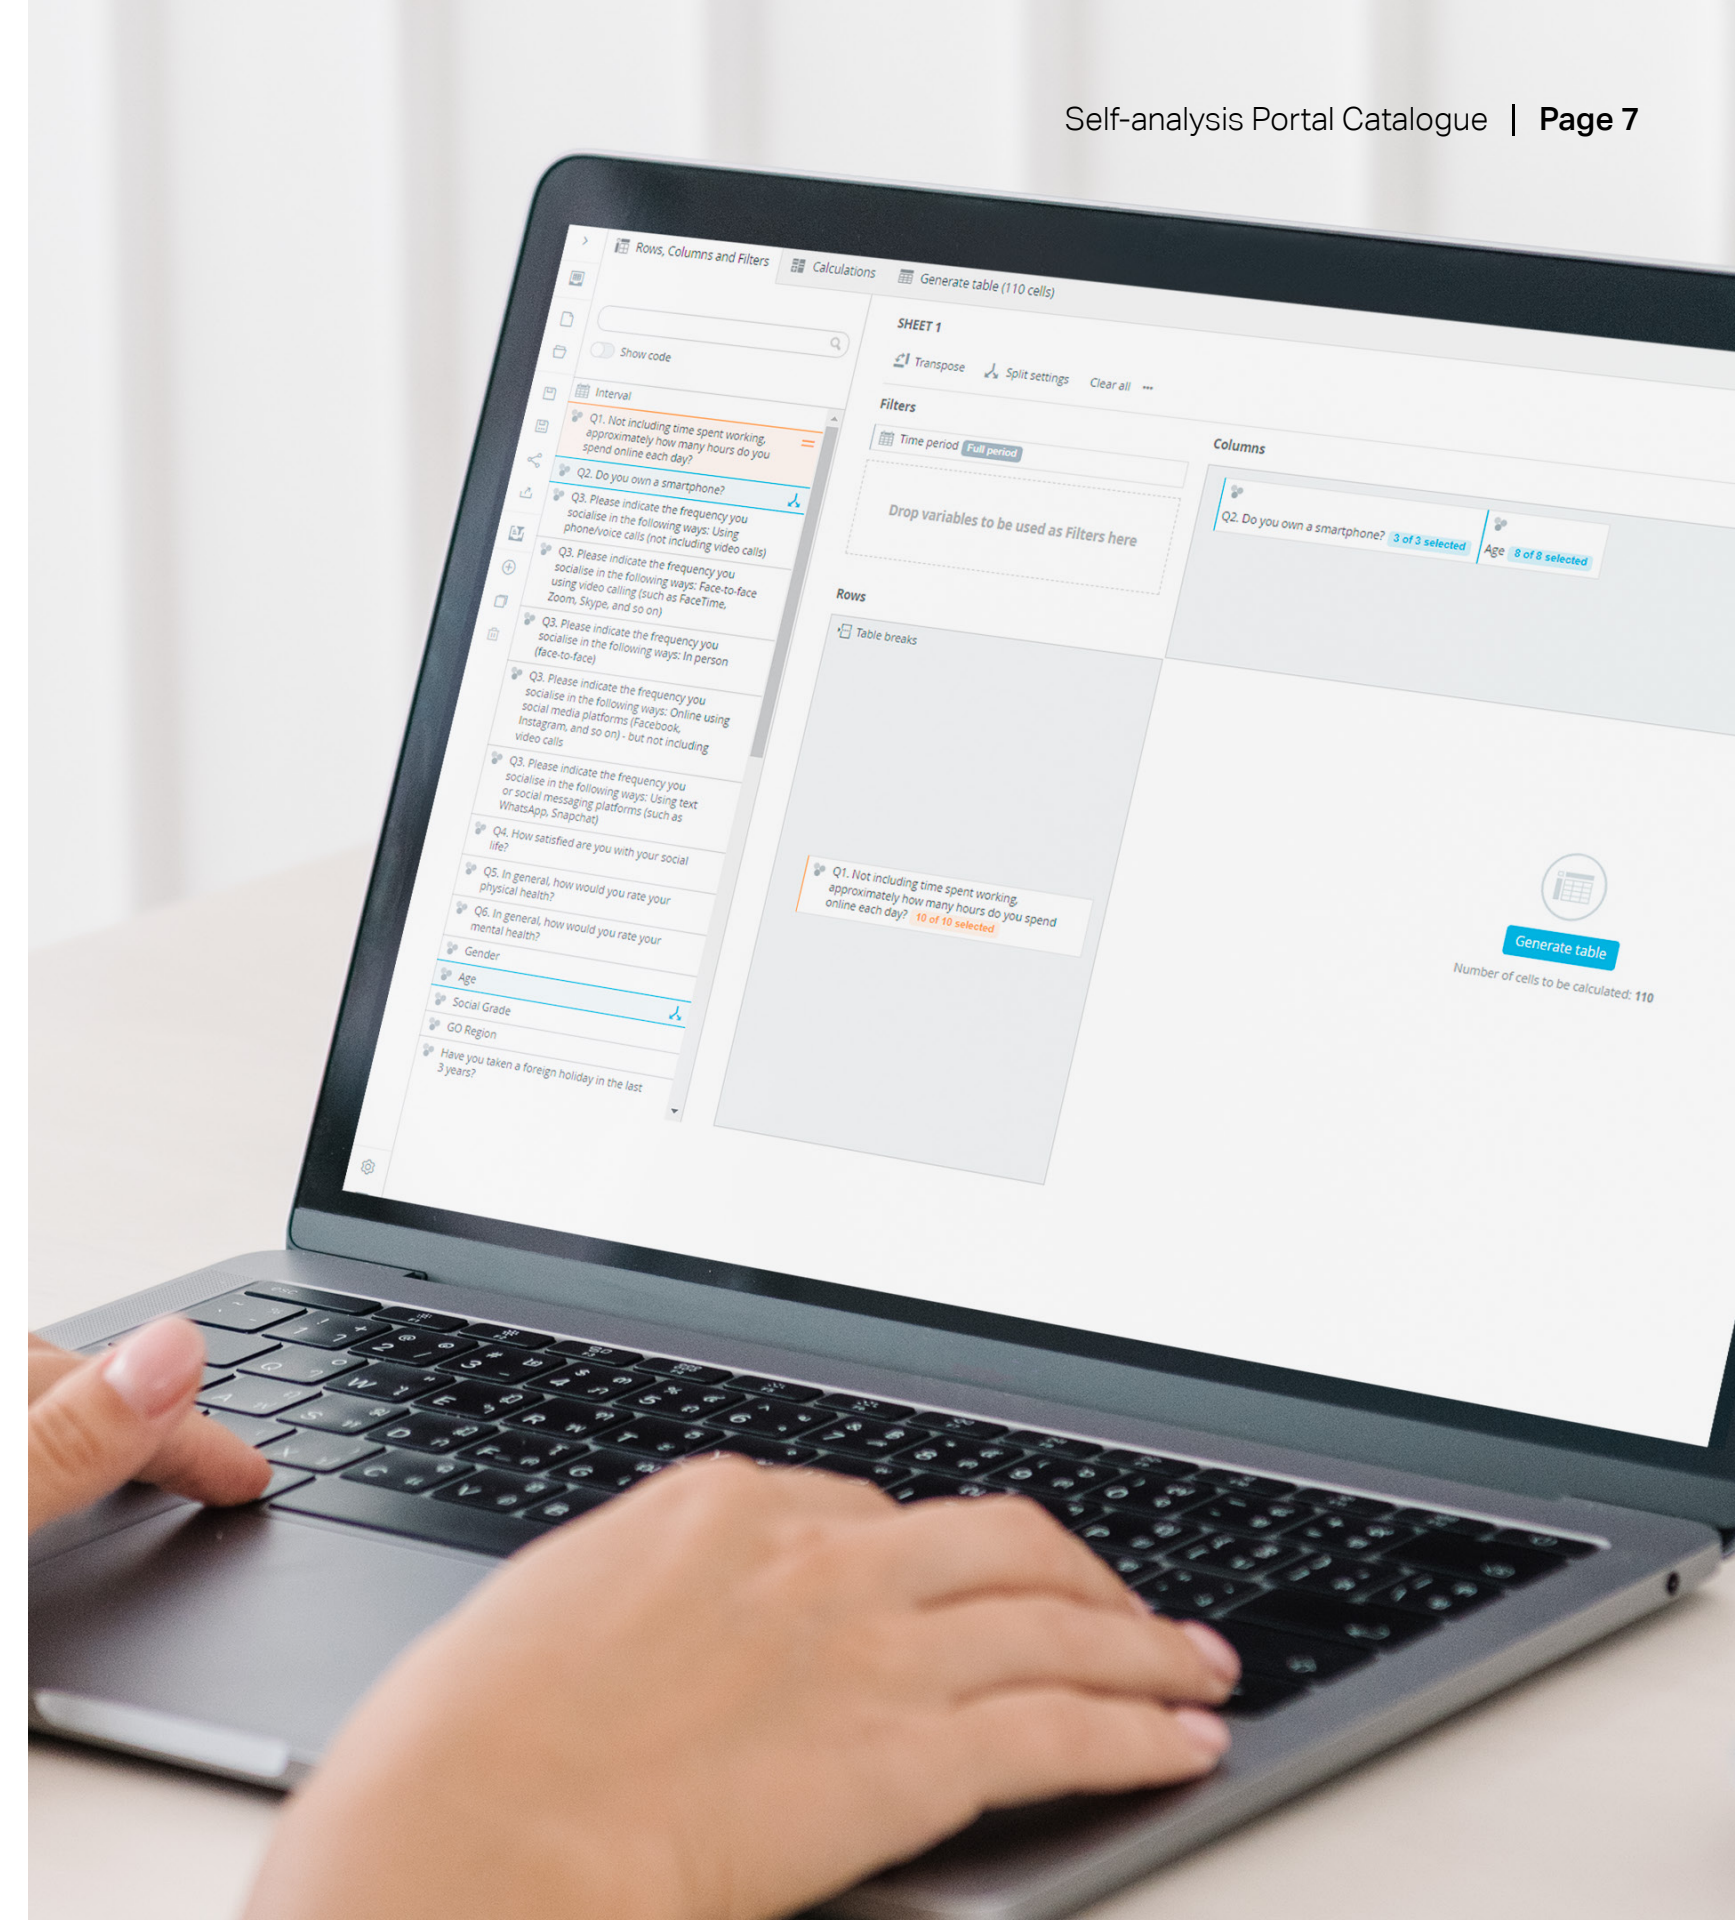 Self-analysis Portal Catalogue | Page 7
Rows, Columns and Filters
Calculations
Generate table (110 cells)
Show code
Interval
Q1. Not including time spent working,
approximately how many hours do you
spend online each day?
Q2. Do you own a smartphone?
Q3. Please indicate the frequency you
socialise in the following ways: Using
phone/voice calls (not including video calls)
Q3. Please indicate the frequency you
socialise in the following ways: Face-to-face
using video calling (such as FaceTime,
Zoom, Skype, and so on)
Q3. Please indicate the frequency you
socialise in the following ways: In person
(face-to-face)
Q3. Please indicate the frequency you
socialise in the following ways: Online using
social media platforms (Facebook,
Instagram, and so on) - but not including
video calls
Q3. Please indicate the frequency you
socialise in the following ways: Using text
or social messaging platforms (such as
WhatsApp, Snapchat)
Q4. How satisfied are you with your social
life?
Q5. In general, how would you rate your
physical health?
Q6. In general, how would you rate your
mental health?
Gender
Age
Social Grade
GO Region
Have you taken a foreign holiday in the last
3 years?
SHEET 1
Transpose
Split settings
Clear all
Filters
Time period Full period
Drop variables to be used as Filters here
Columns
Q2. Do you own a smartphone? 3 of 3 selected
Age 8 of 8 selected
Rows
Table breaks
Q1. Not including time spent working,
approximately how many hours do you spend
online each day? 10 of 10 selected
Generate table
Number of cells to be calculated: 110
esc